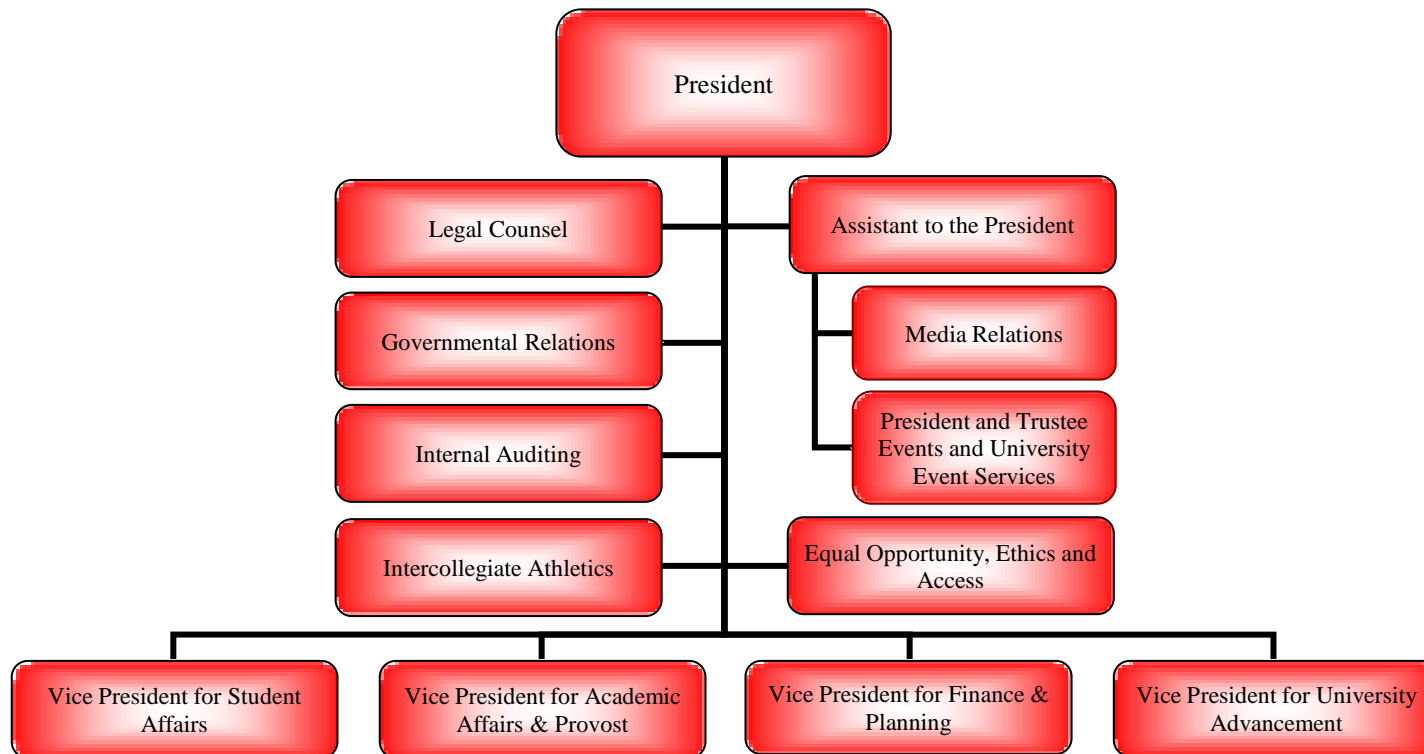 President
Legal Counsel
Assistant to the President
Governmental Relations
Media Relations
Internal Auditing
President and Trustee
Events and University
Event Services
Intercollegiate Athletics
Equal Opportunity, Ethics and
Access
Vice President for Student
Affairs
Vice President for Academic
Affairs & Provost
Vice President for Finance &
Planning
Vice President for University
Advancement